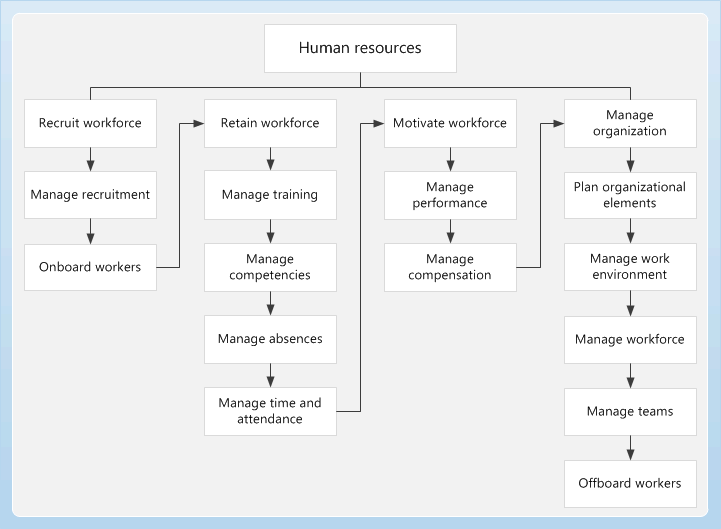 Human resources
Recruit workforce
Manage recruitment
Onboard workers
Retain workforce
Manage training
Manage
competencies
Manage absences
Manage time and
attendance
Motivate workforce
Manage
performance
Manage
compensation
Manage
organization
Plan organizational
elements
Manage work
environment
Manage workforce
Manage teams
Offboard workers